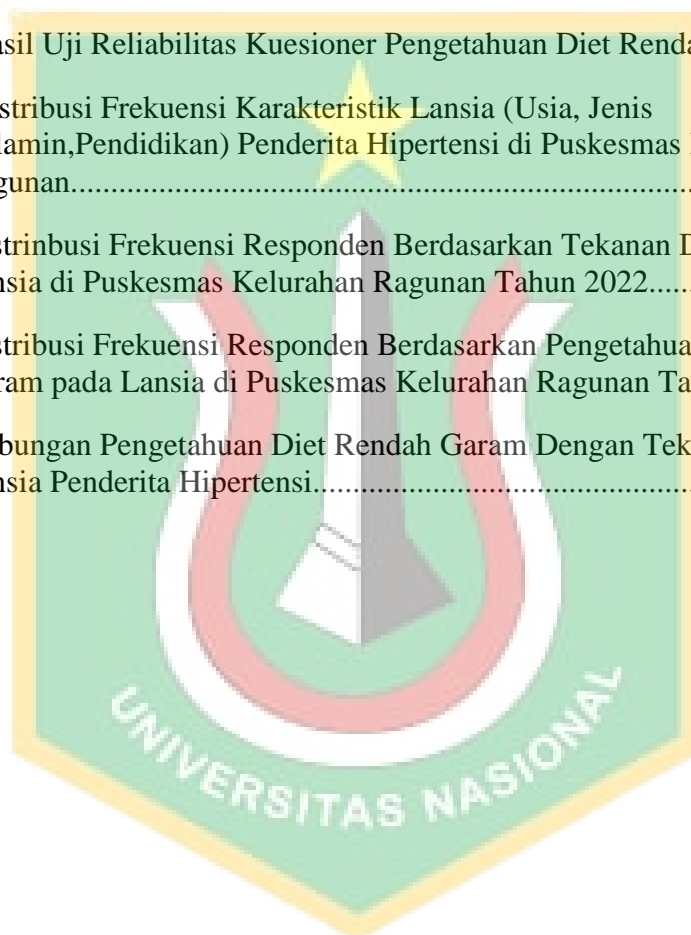 asil Uji Reliabilitas Kuesioner Pengetahuan Diet Renda
stribusi Frekuensi Karakteristik Lansia (Usia, Jenis
lamin,Pendidikan) Penderita Hipertensi di Puskesmas
gunan.....................................................................................
strinbusi Frekuensi Responden Berdasarkan Tekanan D
nsia di Puskesmas Kelurahan Ragunan Tahun 2022.......
stribusi Frekuensi Responden Berdasarkan Pengetahua
ram pada Lansia di Puskesmas Kelurahan Ragunan Ta
bungan Pengetahuan Diet Rendah Garam Dengan Tek
nsia Penderita Hipertensi..................................................
UNIVERSITAS NASIONAL